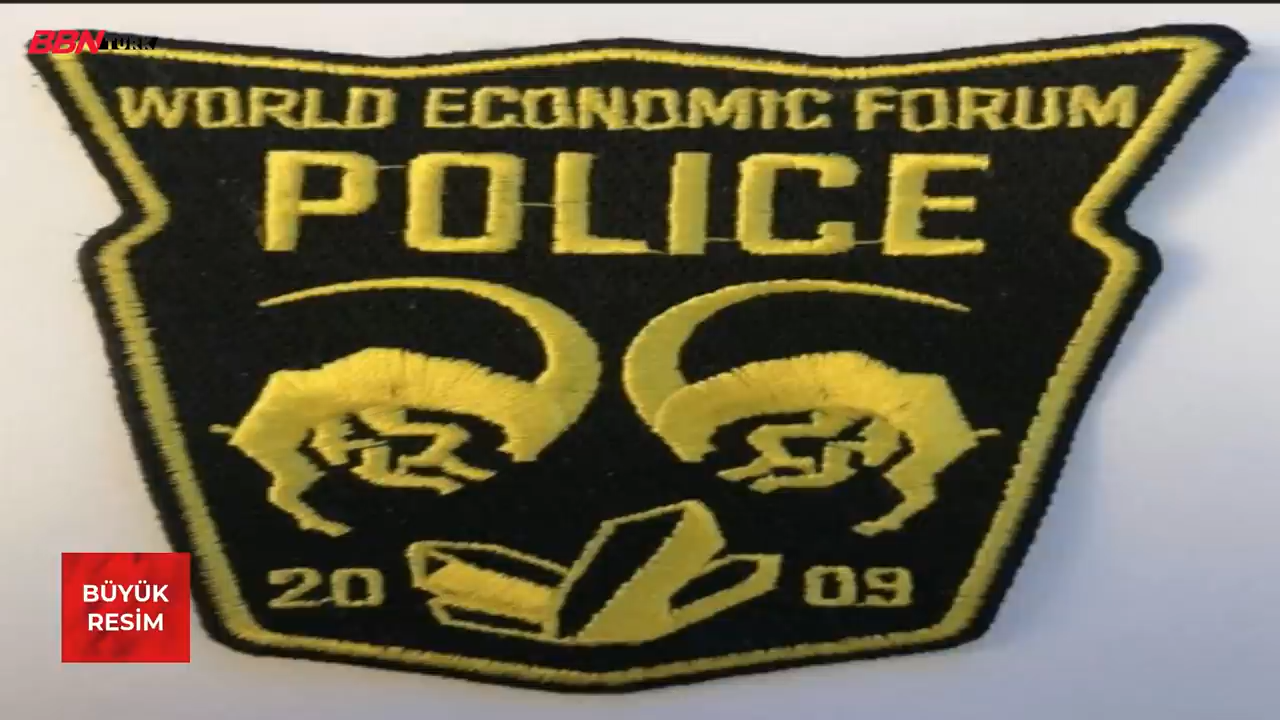 BBN TÜRK
WORLD ECONOMIC FORUM
POLICE
20 09
BÜYÜK
RESİM